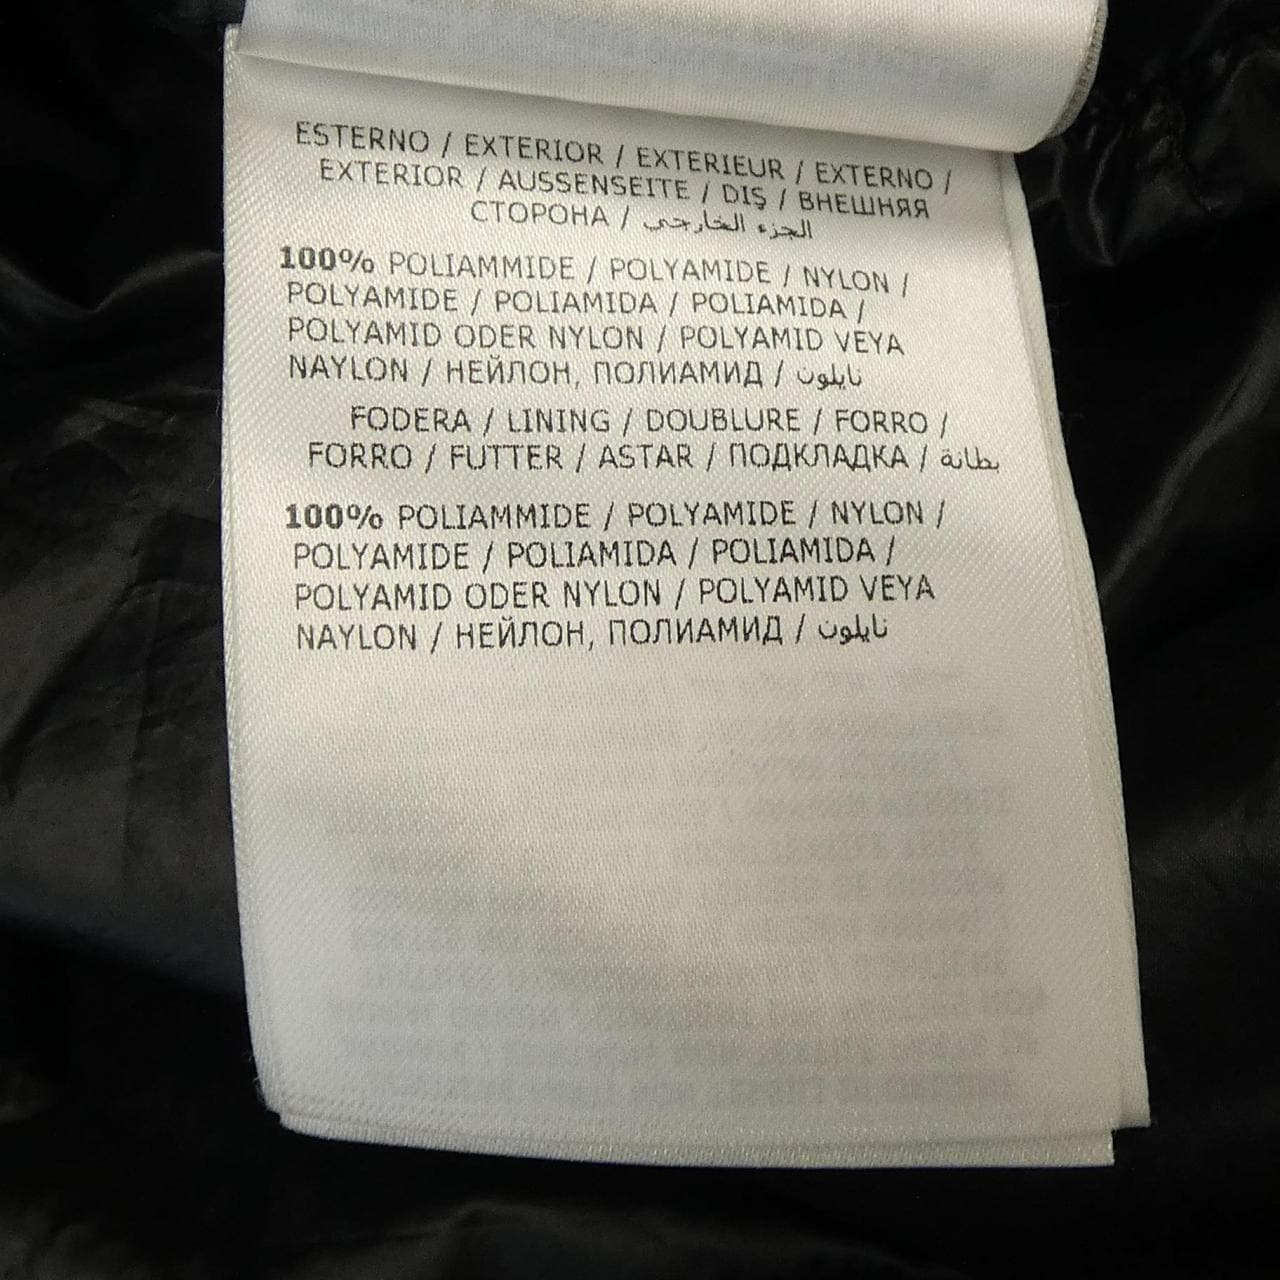 ESTERNO / EXTERIOR / EXTERIEUR / EXTERNO /
EXTERIOR / AUSSENSEITE / DIŞ / ВНЕШНЯЯ
СТОРОНА / الجزء الخارجي
100% POLIAMMIDE / POLYAMIDE / NYLON /
POLYAMIDE / POLIAMIDA / POLIAMIDA /
POLYAMID ODER NYLON / POLYAMID VEYA
NAYLON / НЕЙЛОН, ПОЛИАМИД / نايلون
FODERA / LINING / DOUBLURE / FORRO /
FORRO / FUTTER / ASTAR / ПОДКЛАДКА / بطانة
100% POLIAMMIDE / POLYAMIDE / NYLON /
POLYAMIDE / POLIAMIDA / POLIAMIDA /
POLYAMID ODER NYLON / POLYAMID VEYA
NAYLON / НЕЙЛОН, ПОЛИАМИД / نايلون